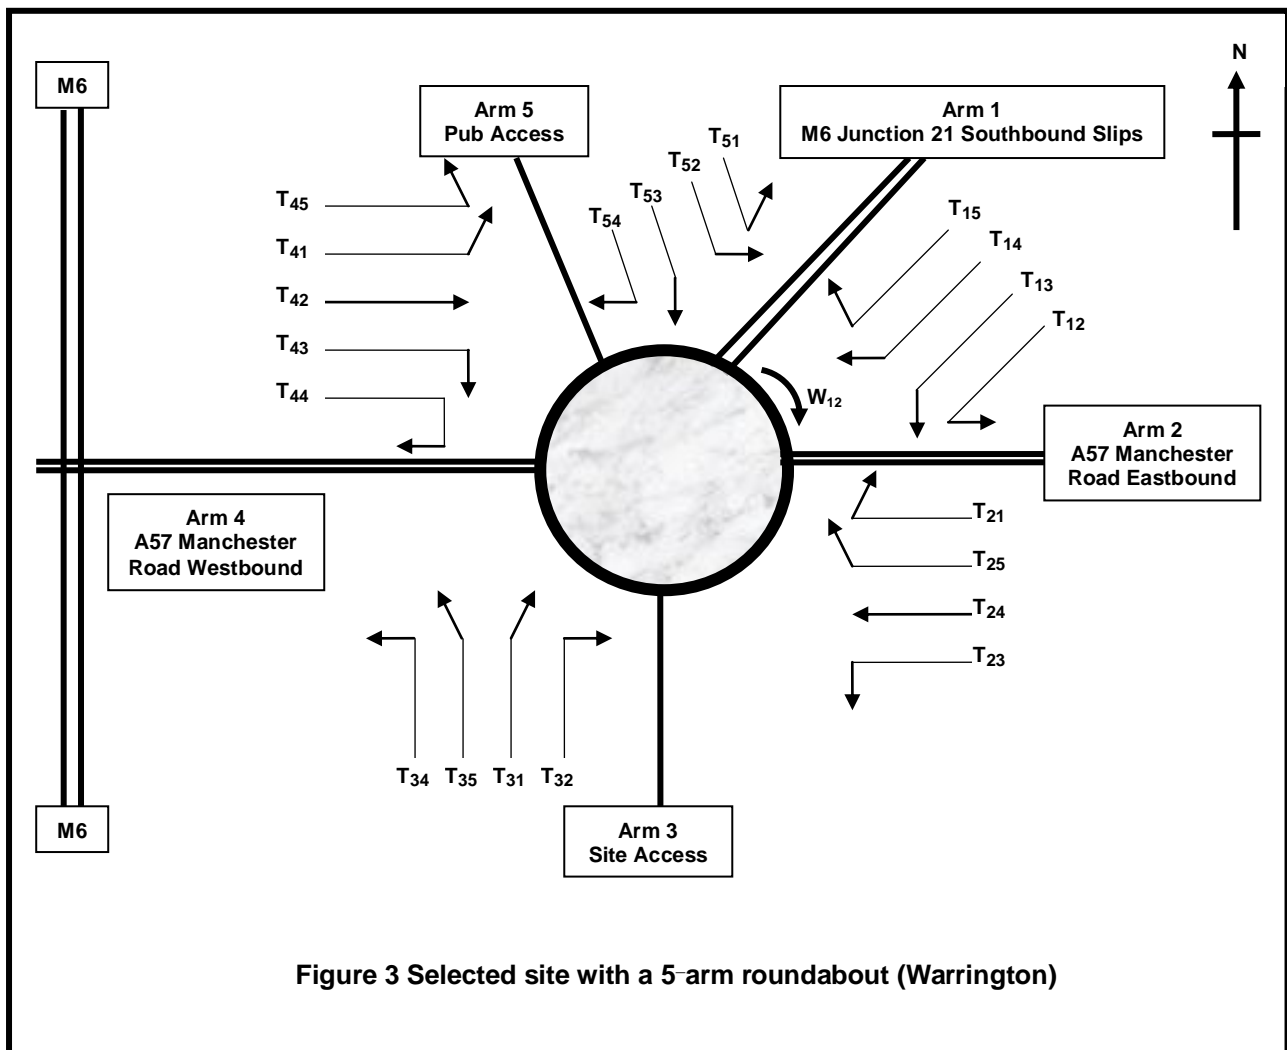 N
M6
Arm 5
Pub Access
Arm 1
M6 Junction 21 Southbound Slips
T51
T52
T53
T54
T45
T41
T42
T43
T44
T15
T14
T13
T12
W12
Arm 2
A57 Manchester
Road Eastbound
Arm 4
A57 Manchester
Road Westbound
T21
T25
T24
T23
T34 T35 T31 T32
M6
Arm 3
Site Access
Figure 3 Selected site with a 5-arm roundabout (Warrington)